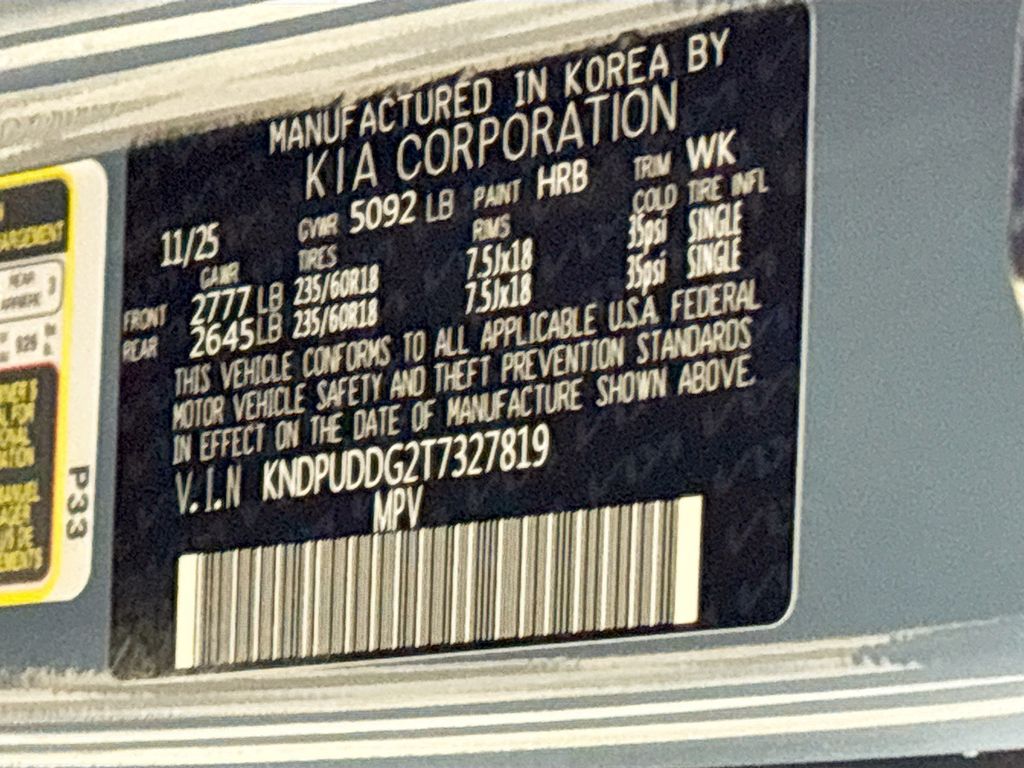 MANUFACTURED IN KOREA BY
KIA CORPORATION
11/25 GVWR 5092 LB PAINT HRB TRIM WK
GAWR TIRES RIMS COLD TIRE INFL
FRONT 2777 LB 235/60R18 7.5Jx18 35psi SINGLE
REAR 2645 LB 235/60R18 7.5Jx18 35psi SINGLE
THIS VEHICLE CONFORMS TO ALL APPLICABLE U.S.A. FEDERAL
MOTOR VEHICLE SAFETY AND THEFT PREVENTION STANDARDS
IN EFFECT ON THE DATE OF MANUFACTURE SHOWN ABOVE.
V.I.N KNDPUDDG2T7327819
MPV
P33
REAR